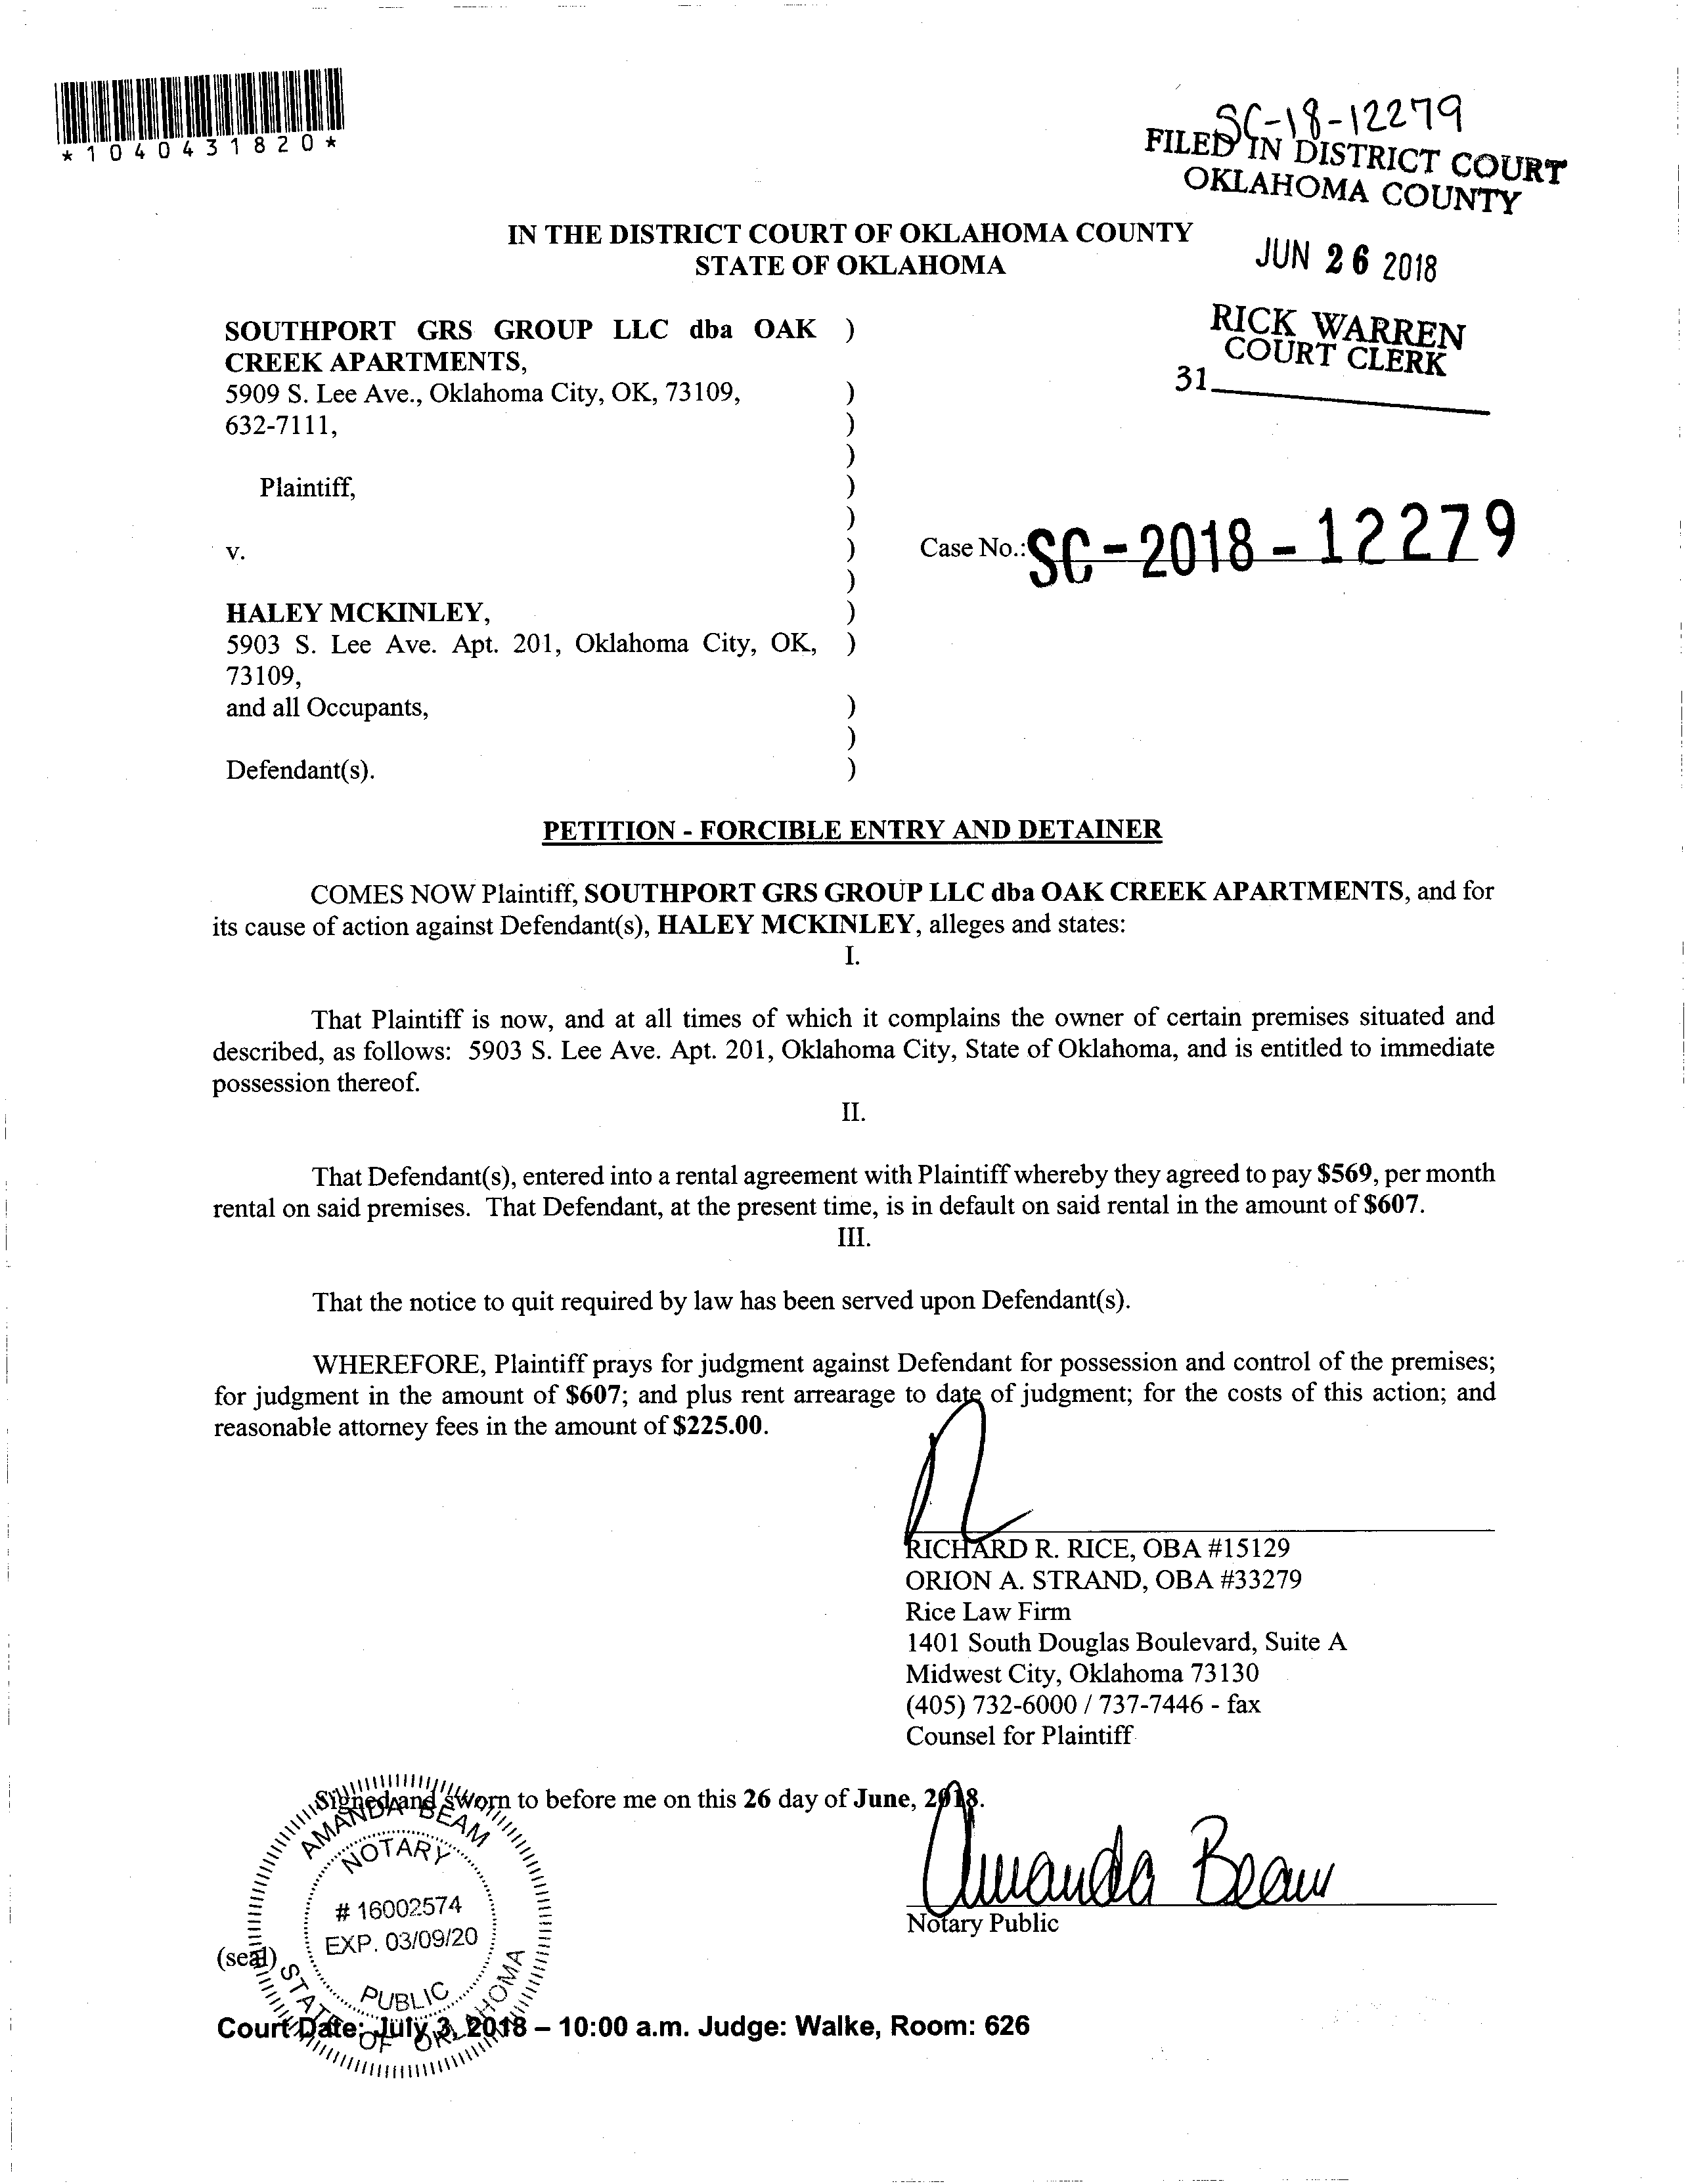 *1040431820*
SC-18-12279
FILED IN DISTRICT COURT
OKLAHOMA COUNTY
JUN 26 2018
RICK WARREN
COURT CLERK
31
IN THE DISTRICT COURT OF OKLAHOMA COUNTY
STATE OF OKLAHOMA
SOUTHPORT GRS GROUP LLC dba OAK )
CREEK APARTMENTS,
5909 S. Lee Ave., Oklahoma City, OK, 73109, )
632-7111, )
)
Plaintiff, )
)
v. )
Case No.: SC-2018-12279
)
HALEY MCKINLEY, )
5903 S. Lee Ave. Apt. 201, Oklahoma City, OK, )
73109,
and all Occupants, )
)
Defendant(s). )
PETITION - FORCIBLE ENTRY AND DETAINER
COMES NOW Plaintiff, SOUTHPORT GRS GROUP LLC dba OAK CREEK APARTMENTS, and for
its cause of action against Defendant(s), HALEY MCKINLEY, alleges and states:
I.
That Plaintiff is now, and at all times of which it complains the owner of certain premises situated and
described, as follows: 5903 S. Lee Ave. Apt. 201, Oklahoma City, State of Oklahoma, and is entitled to immediate
possession thereof.
II.
That Defendant(s), entered into a rental agreement with Plaintiff whereby they agreed to pay $569, per month
rental on said premises. That Defendant, at the present time, is in default on said rental in the amount of $607.
III.
That the notice to quit required by law has been served upon Defendant(s).
WHEREFORE, Plaintiff prays for judgment against Defendant for possession and control of the premises;
for judgment in the amount of $607; and plus rent arrearage to date of judgment; for the costs of this action; and
reasonable attorney fees in the amount of $225.00.
RICHARD R. RICE, OBA #15129
ORION A. STRAND, OBA #33279
Rice Law Firm
1401 South Douglas Boulevard, Suite A
Midwest City, Oklahoma 73130
(405) 732-6000 / 737-7446 - fax
Counsel for Plaintiff
Signed and sworn to before me on this 26 day of June, 2018.
Amanda Beam
Notary Public
AMANDA BEAM
NOTARY
# 16002574
EXP. 03/09/20
PUBLIC
STATE OF OKLAHOMA
(seal)
Court Date: July 3, 2018 – 10:00 a.m. Judge: Walke, Room: 626